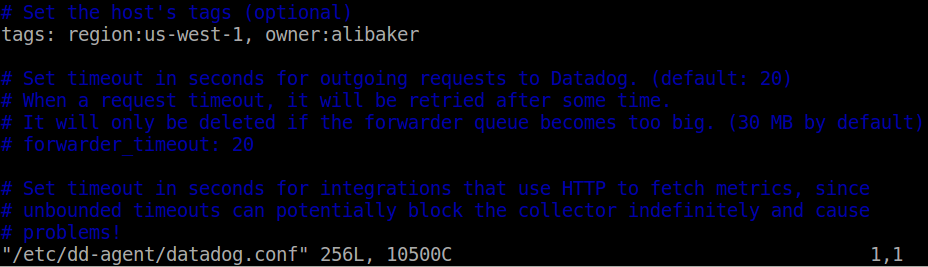 # Set the host's tags (optional)
tags: region:us-west-1, owner:alibaker
# Set timeout in seconds for outgoing requests to Datadog. (default: 20)
# When a request timeout, it will be retried after some time.
# It will only be deleted if the forwarder queue becomes too big. (30 MB by default)
# forwarder_timeout: 20
# Set timeout in seconds for integrations that use HTTP to fetch metrics, since
# unbounded timeouts can potentially block the collector indefinitely and cause
# problems!
"/etc/dd-agent/datadog.conf" 256L, 10500C 1,1